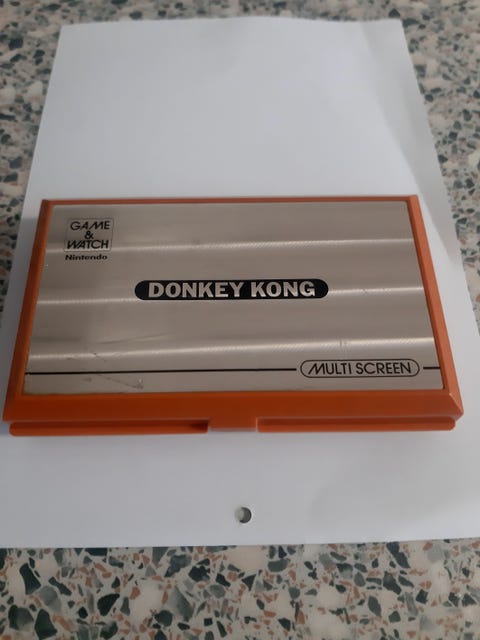 GAME
&
WATCH
Nintendo
DONKEY KONG
MULTI SCREEN